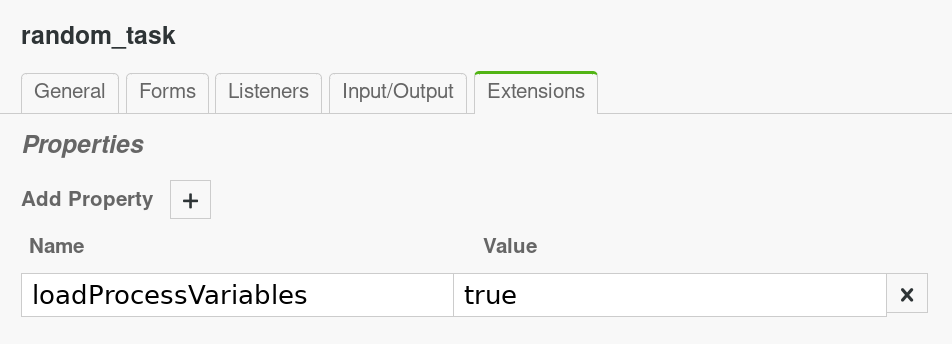 random_task
General Forms Listeners Input/Output Extensions
Properties
Add Property +
Name Value
loadProcessVariables true ×